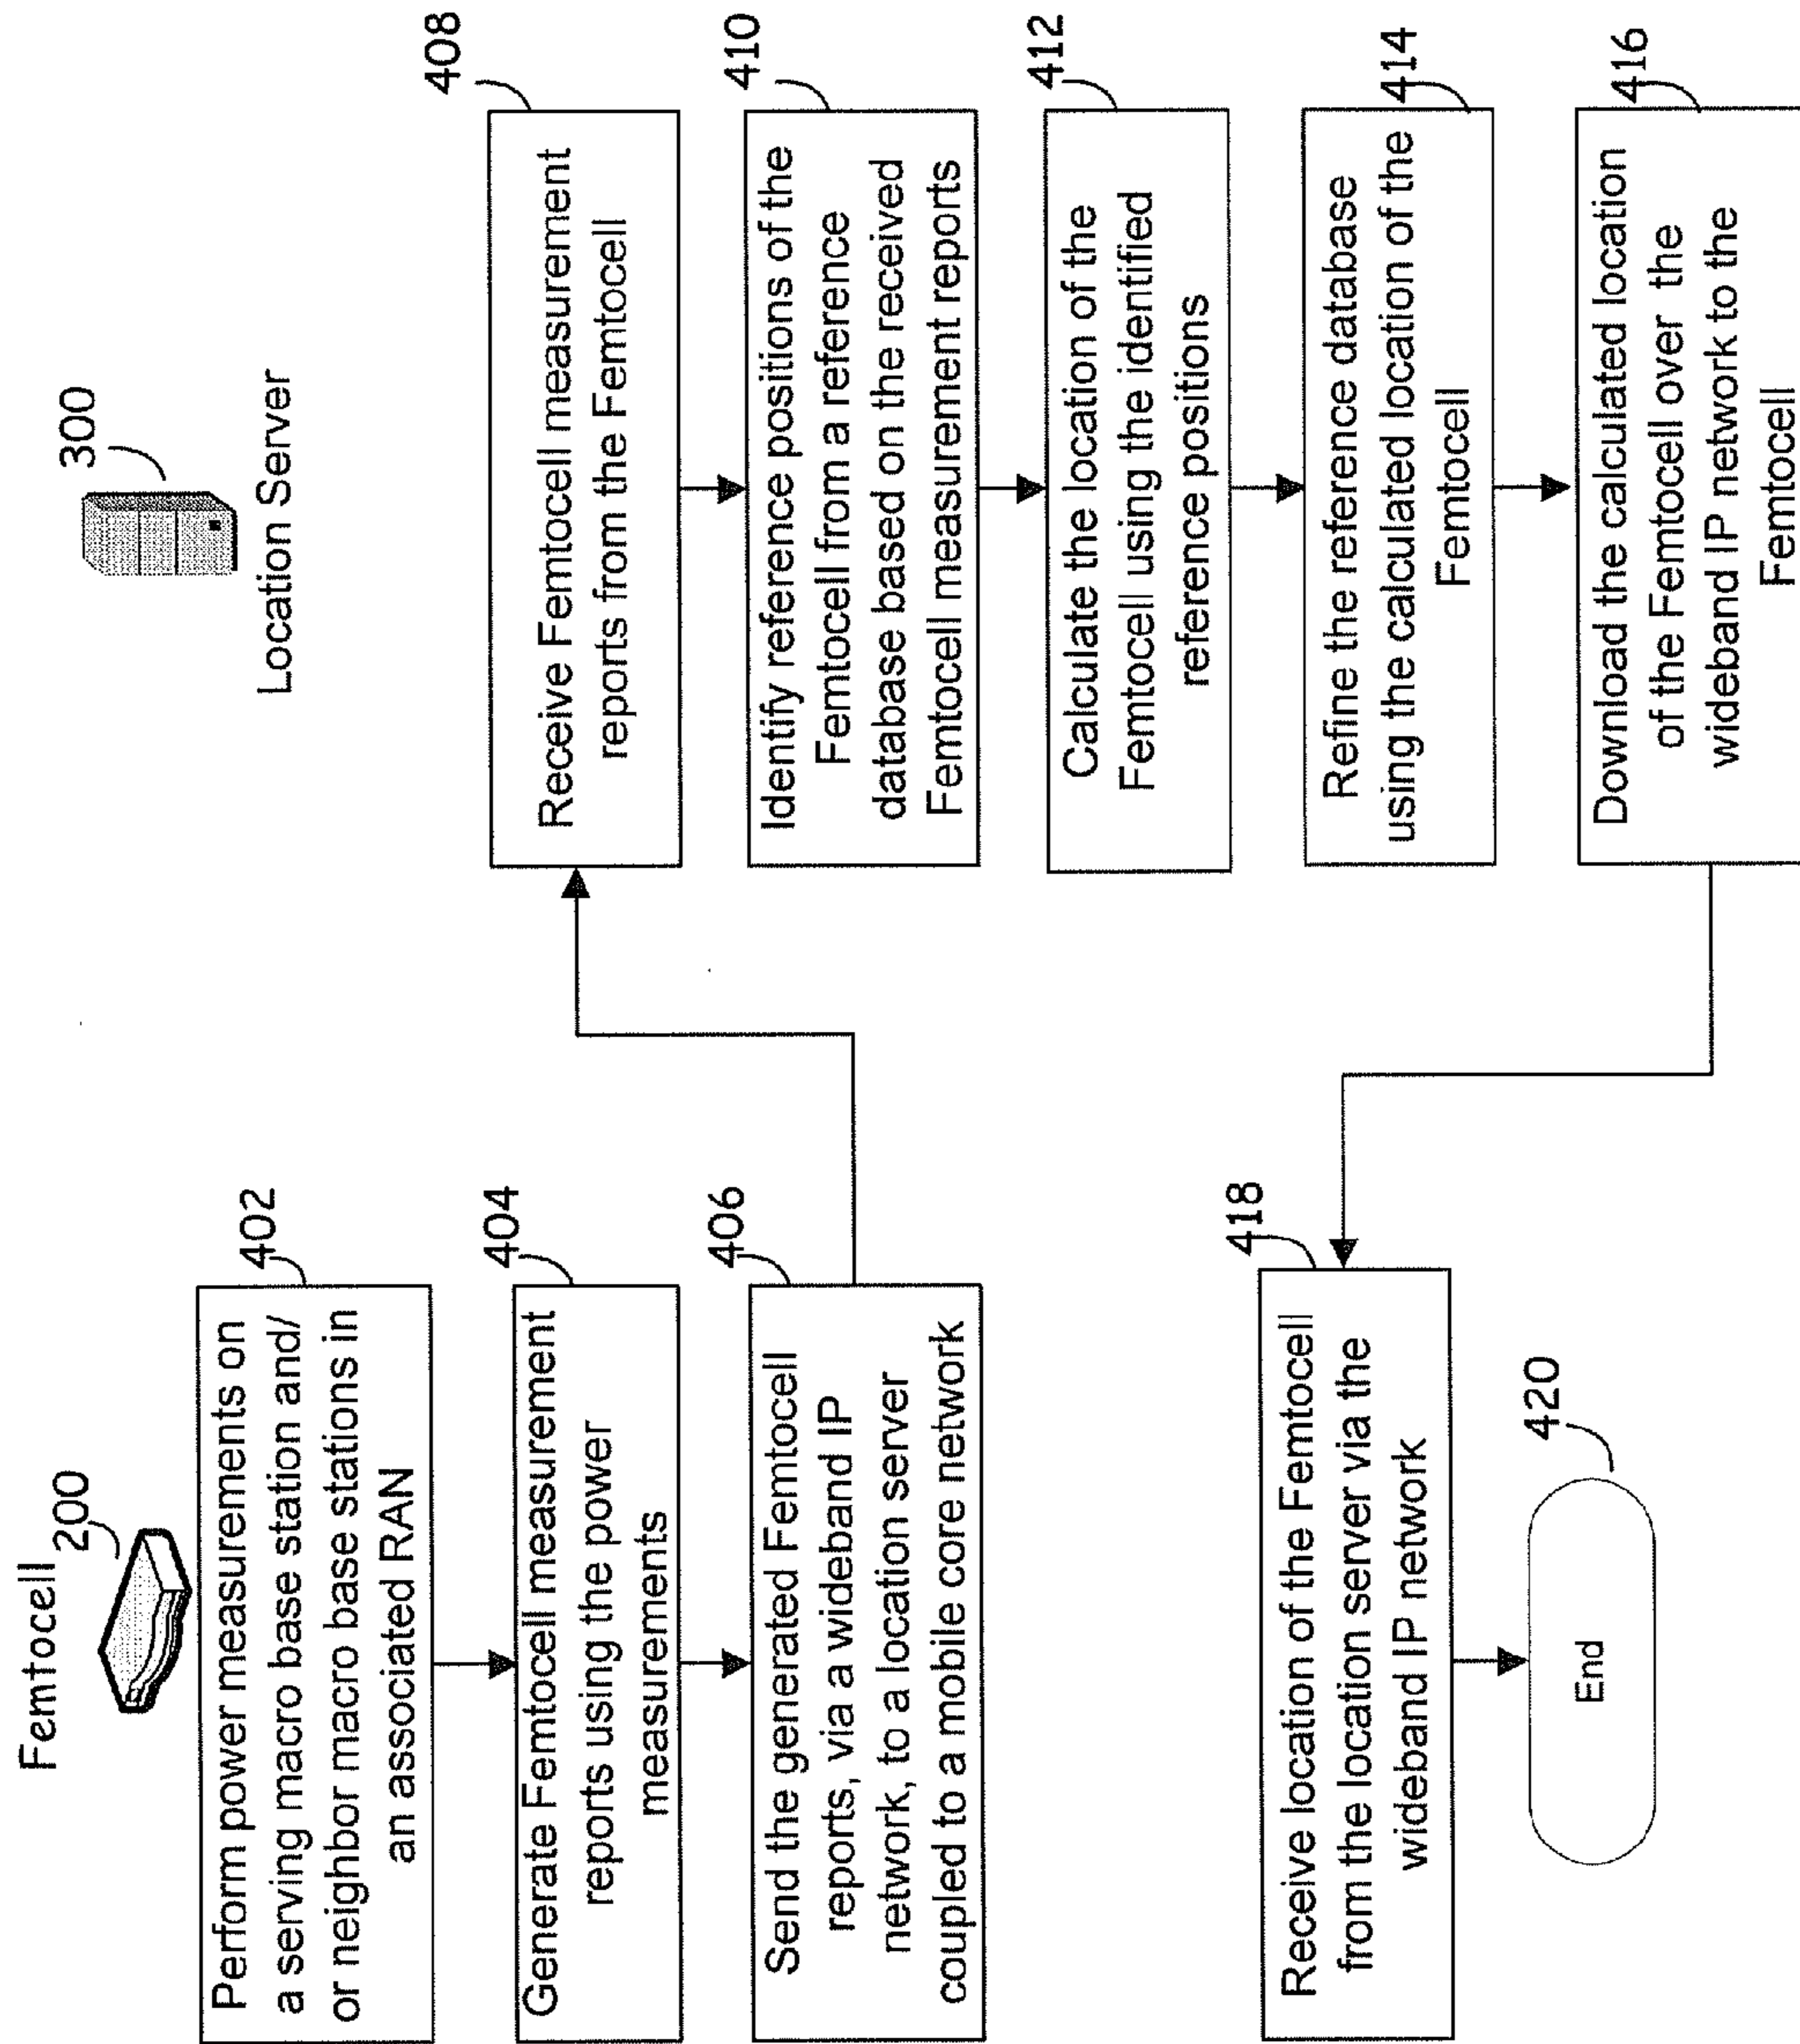 Femtocell
200
402
Perform power measurements on
a serving macro base station and/
or neighbor macro base stations in
an associated RAN
404
Generate Femtocell measurement
reports using the power
measurements
406
Send the generated Femtocell
reports, via a wideband IP
network, to a location server
coupled to a mobile core network
300
Location Server
408
Receive Femtocell measurement
reports from the Femtocell
410
Identify reference positions of the
Femtocell from a reference
database based on the received
Femtocell measurement reports
412
Calculate the location of the
Femtocell using the identified
reference positions
414
Refine the reference database
using the calculated location of the
Femtocell
416
Download the calculated location
of the Femtocell over the
wideband IP network to the
Femtocell
418
Receive location of the Femtocell
from the location server via the
wideband IP network
420
End